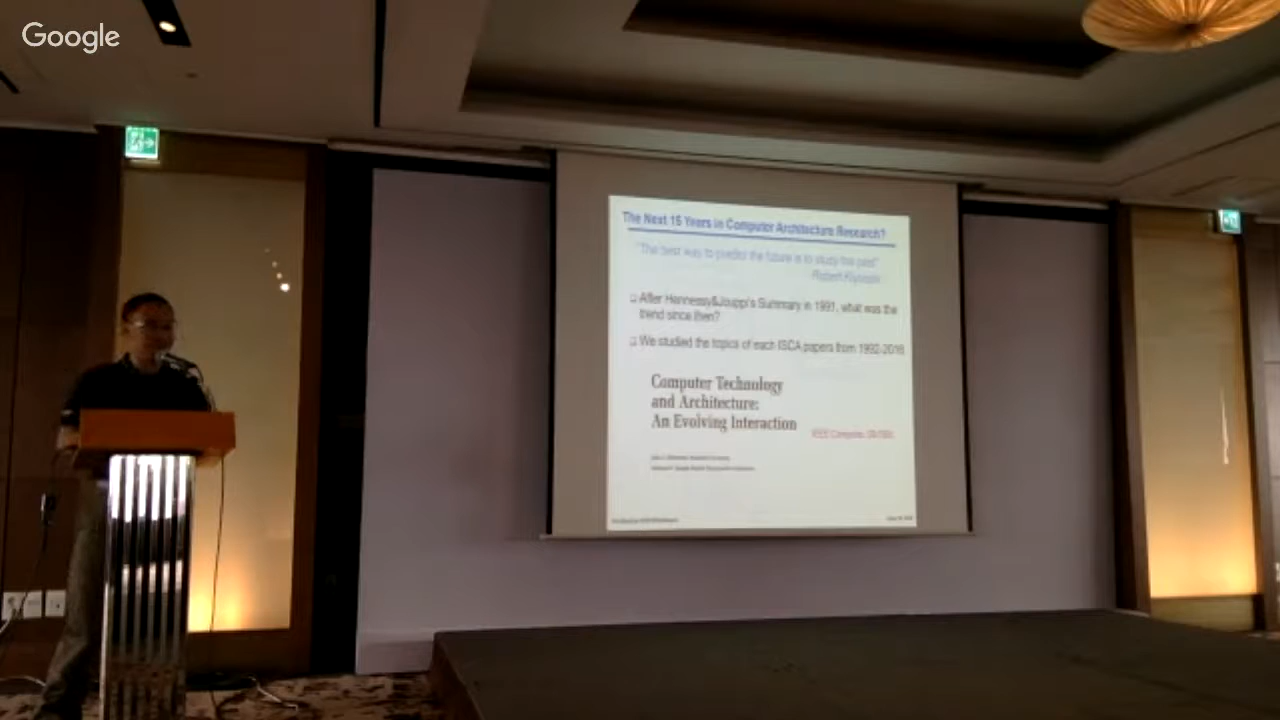 Google
The Next 15 Years in Computer Architecture Research?
"The best way to predict the future is to study the past"
Robert Kiyosaki
After Hennessy&Jouppi's Summary in 1991, what was the
trend since then?
We studied the topics of each ISCA papers from 1992-2016
Computer Technology
and Architecture:
An Evolving Interaction
IEEE Computer,